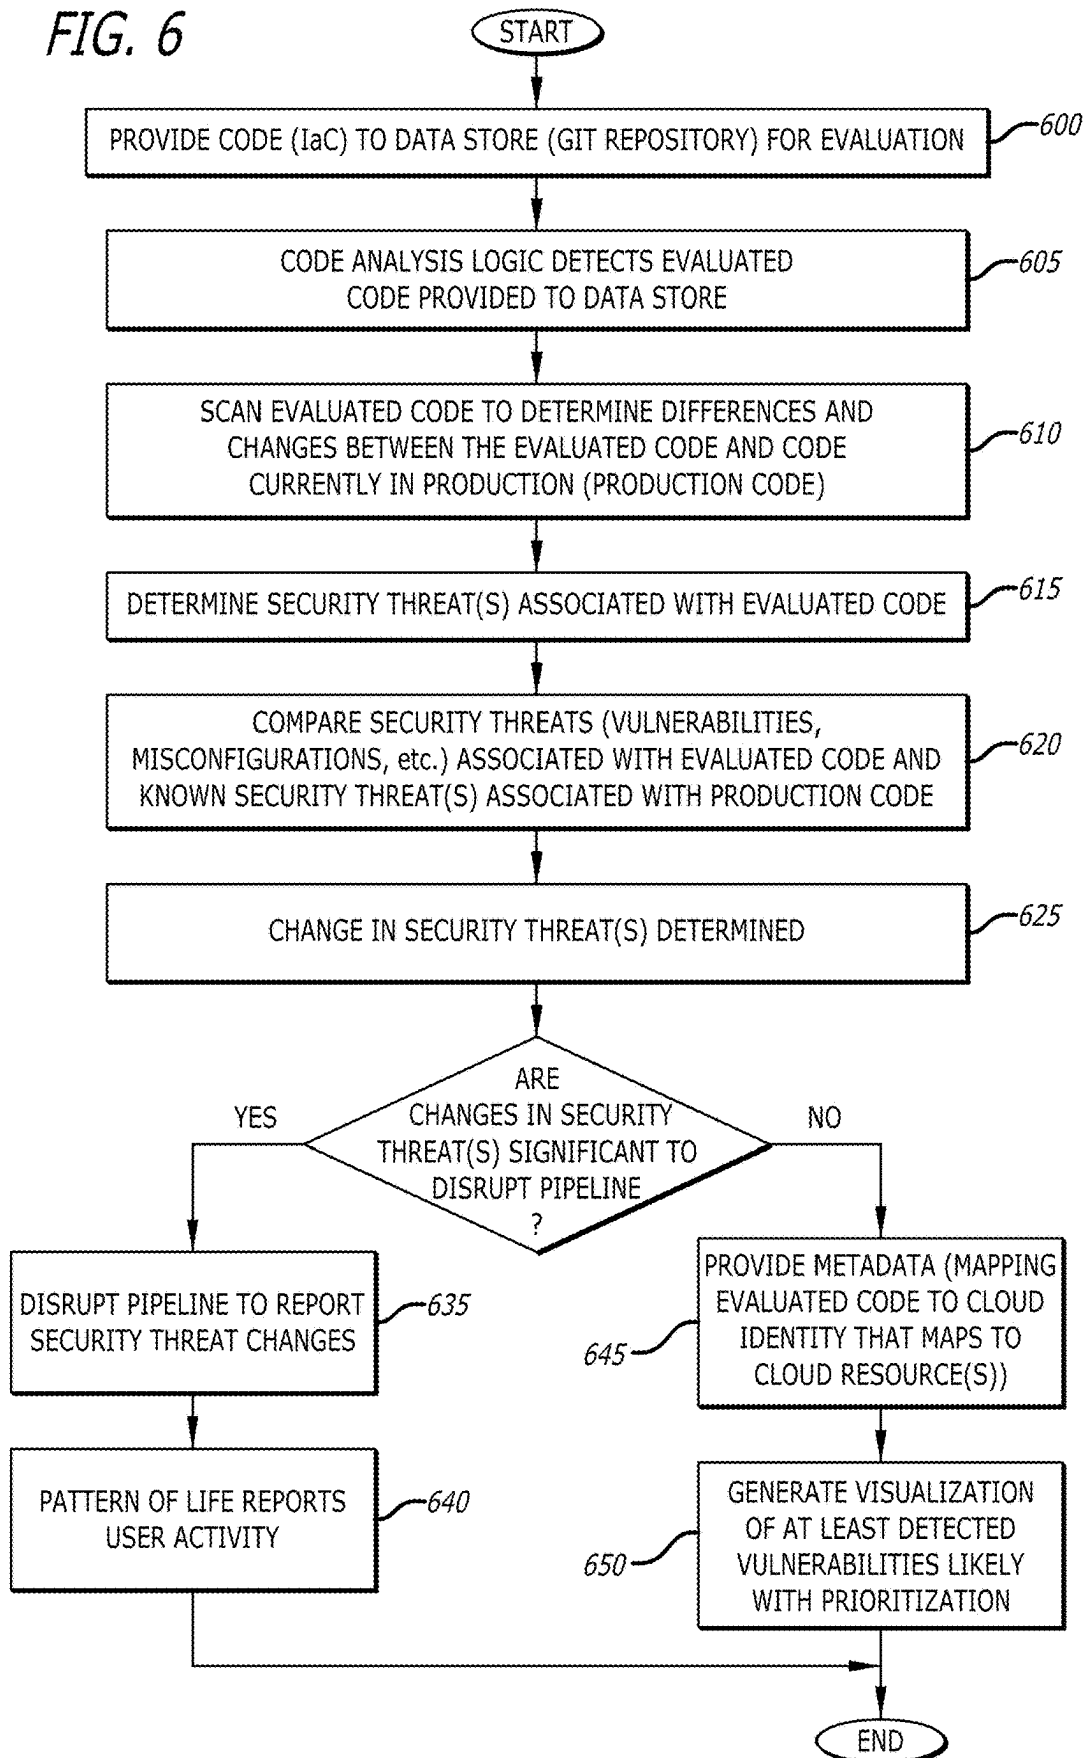 FIG. 6
START
PROVIDE CODE (IaC) TO DATA STORE (GIT REPOSITORY) FOR EVALUATION
600
CODE ANALYSIS LOGIC DETECTS EVALUATED
CODE PROVIDED TO DATA STORE
605
SCAN EVALUATED CODE TO DETERMINE DIFFERENCES AND
CHANGES BETWEEN THE EVALUATED CODE AND CODE
CURRENTLY IN PRODUCTION (PRODUCTION CODE)
610
DETERMINE SECURITY THREAT(S) ASSOCIATED WITH EVALUATED CODE
615
COMPARE SECURITY THREATS (VULNERABILITIES,
MISCONFIGURATIONS, etc.) ASSOCIATED WITH EVALUATED CODE AND
KNOWN SECURITY THREAT(S) ASSOCIATED WITH PRODUCTION CODE
620
CHANGE IN SECURITY THREAT(S) DETERMINED
625
ARE
CHANGES IN SECURITY
THREAT(S) SIGNIFICANT TO
DISRUPT PIPELINE
?
YES
NO
DISRUPT PIPELINE TO REPORT
SECURITY THREAT CHANGES
635
PATTERN OF LIFE REPORTS
USER ACTIVITY
640
PROVIDE METADATA (MAPPING
EVALUATED CODE TO CLOUD
IDENTITY THAT MAPS TO
CLOUD RESOURCE(S))
645
GENERATE VISUALIZATION
OF AT LEAST DETECTED
VULNERABILITIES LIKELY
WITH PRIORITIZATION
650
END